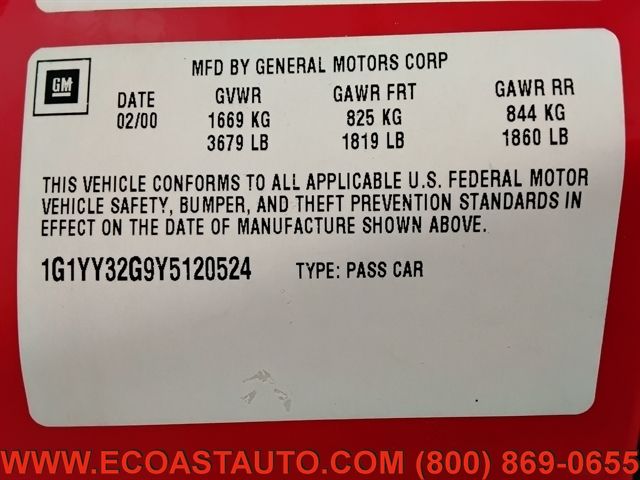 MFD BY GENERAL MOTORS CORP
GM
DATE GVWR GAWR FRT GAWR RR
02/00 1669 KG 825 KG 844 KG
3679 LB 1819 LB 1860 LB
THIS VEHICLE CONFORMS TO ALL APPLICABLE U.S. FEDERAL MOTOR
VEHICLE SAFETY, BUMPER, AND THEFT PREVENTION STANDARDS IN
EFFECT ON THE DATE OF MANUFACTURE SHOWN ABOVE.
1G1YY32G9Y5120524 TYPE: PASS CAR
WWW.ECOASTAUTO.COM (800) 869-0655